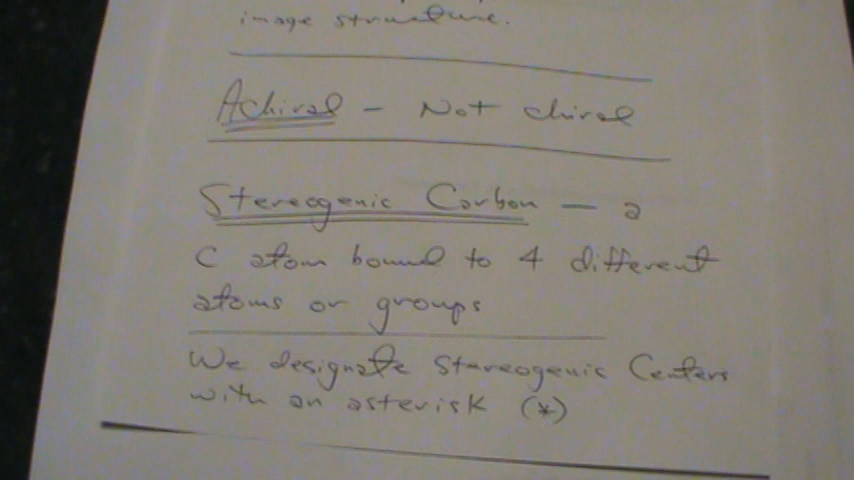 image structure.
Achiral - Not chiral
Stereogenic Carbon - a
C atom bound to 4 different
atoms or groups
We designate Stereogenic Centers
with an asterisk (*)